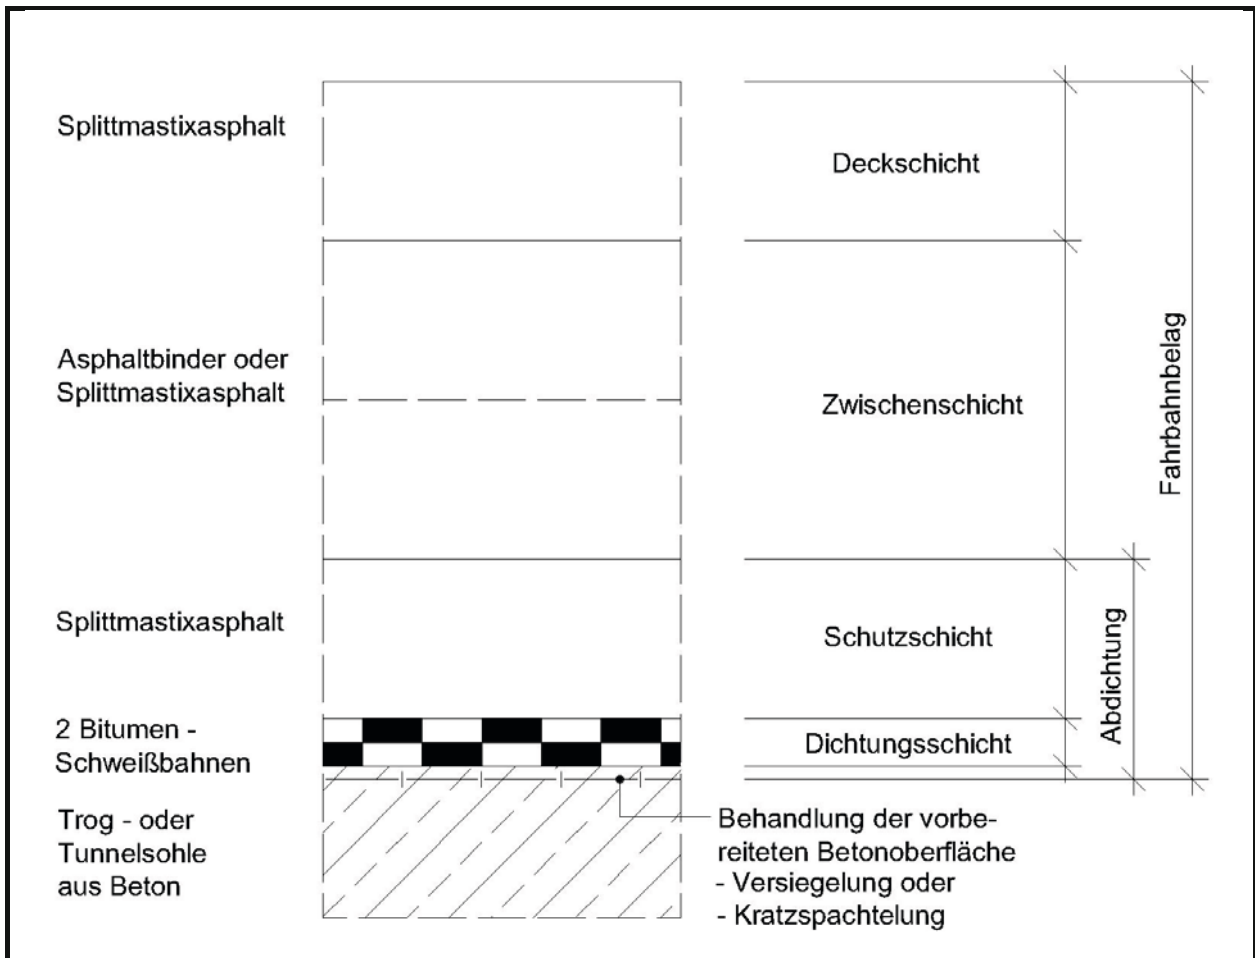 Splittmastixasphalt
Deckschicht
Asphaltbinder oder
Splittmastixasphalt
Zwischenschicht
Fahrbahnbelag
Splittmastixasphalt
Schutzschicht
Abdichtung
2 Bitumen -
Schweißbahnen
Dichtungsschicht
Trog - oder
Tunnelsohle
aus Beton
Behandlung der vorbe-
reiteten Betonoberfläche
- Versiegelung oder
- Kratzspachtelung